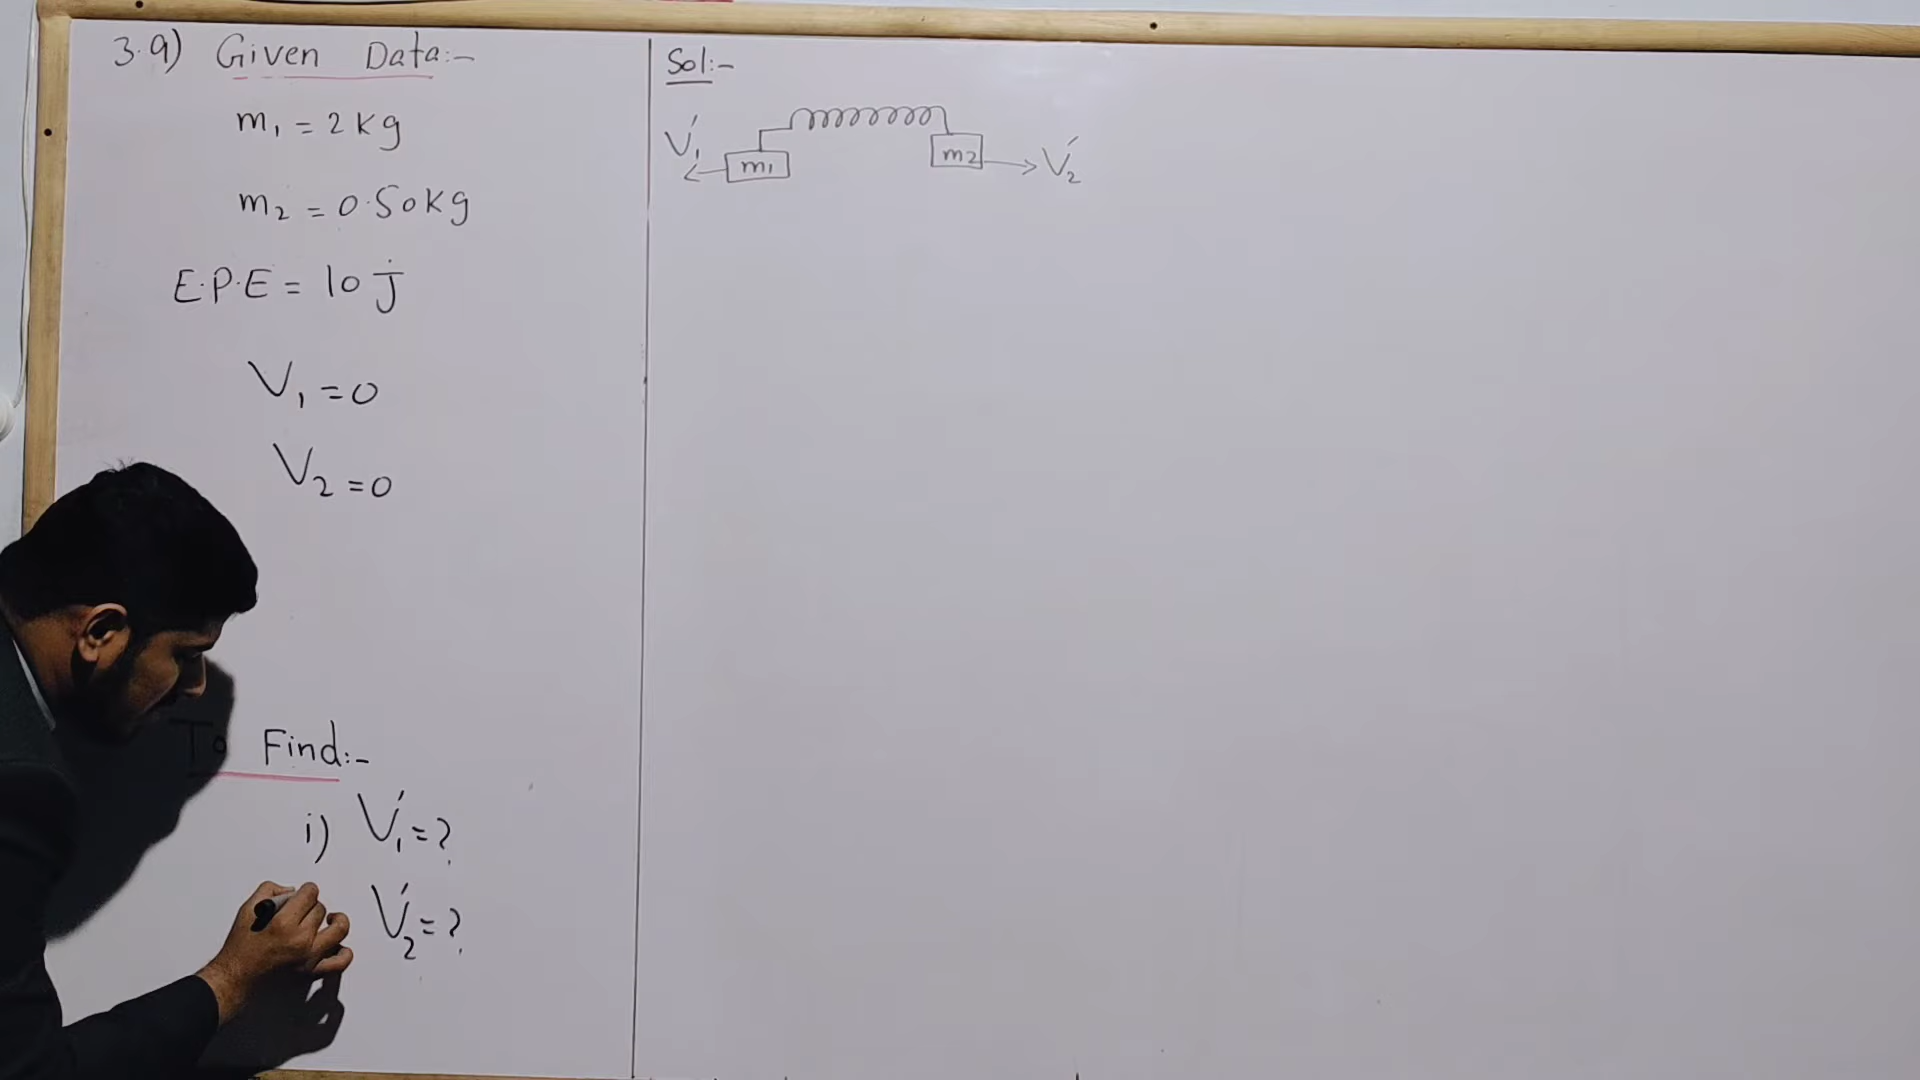 3.9) Given Data:-
m₁ = 2 kg
m₂ = 0.50 kg
E.P.E = 10 j
V₁ = 0
V₂ = 0
To Find:-
i) V₁' = ?
V₂' = ?
Sol:-
V₁' m₁ m₂ V₂'